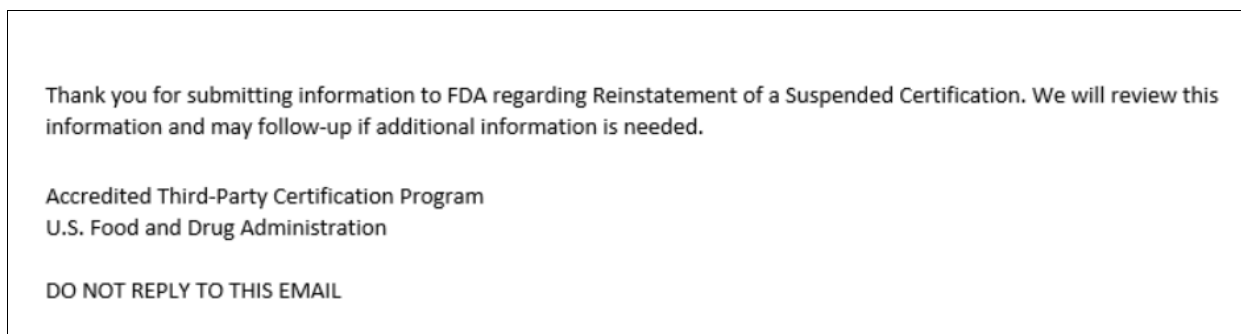 Thank you for submitting information to FDA regarding Reinstatement of a Suspended Certification. We will review this
information and may follow-up if additional information is needed.
Accredited Third-Party Certification Program
U.S. Food and Drug Administration
DO NOT REPLY TO THIS EMAIL